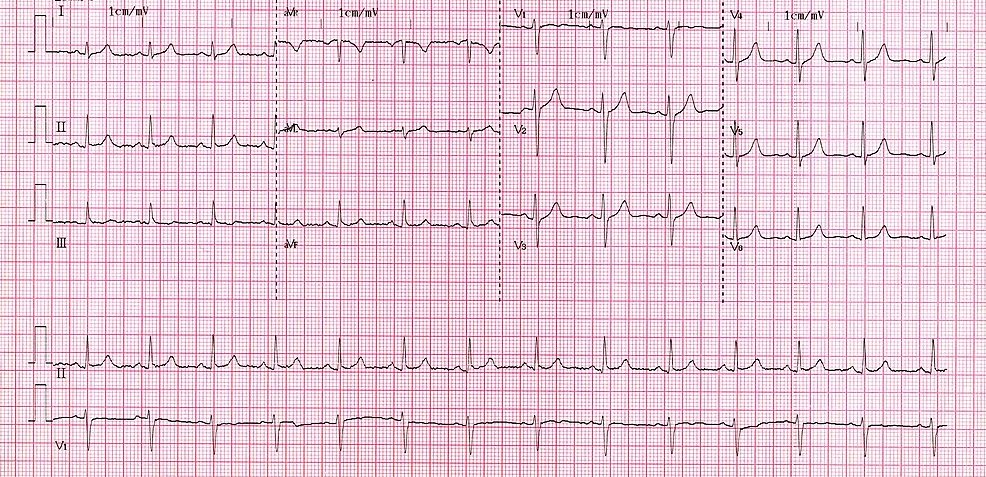 I 1cm/mV aVR 1cm/mV V1 1cm/mV V4 1cm/mV
II aVL V2 V5
III aVF V3 V6
II
V1